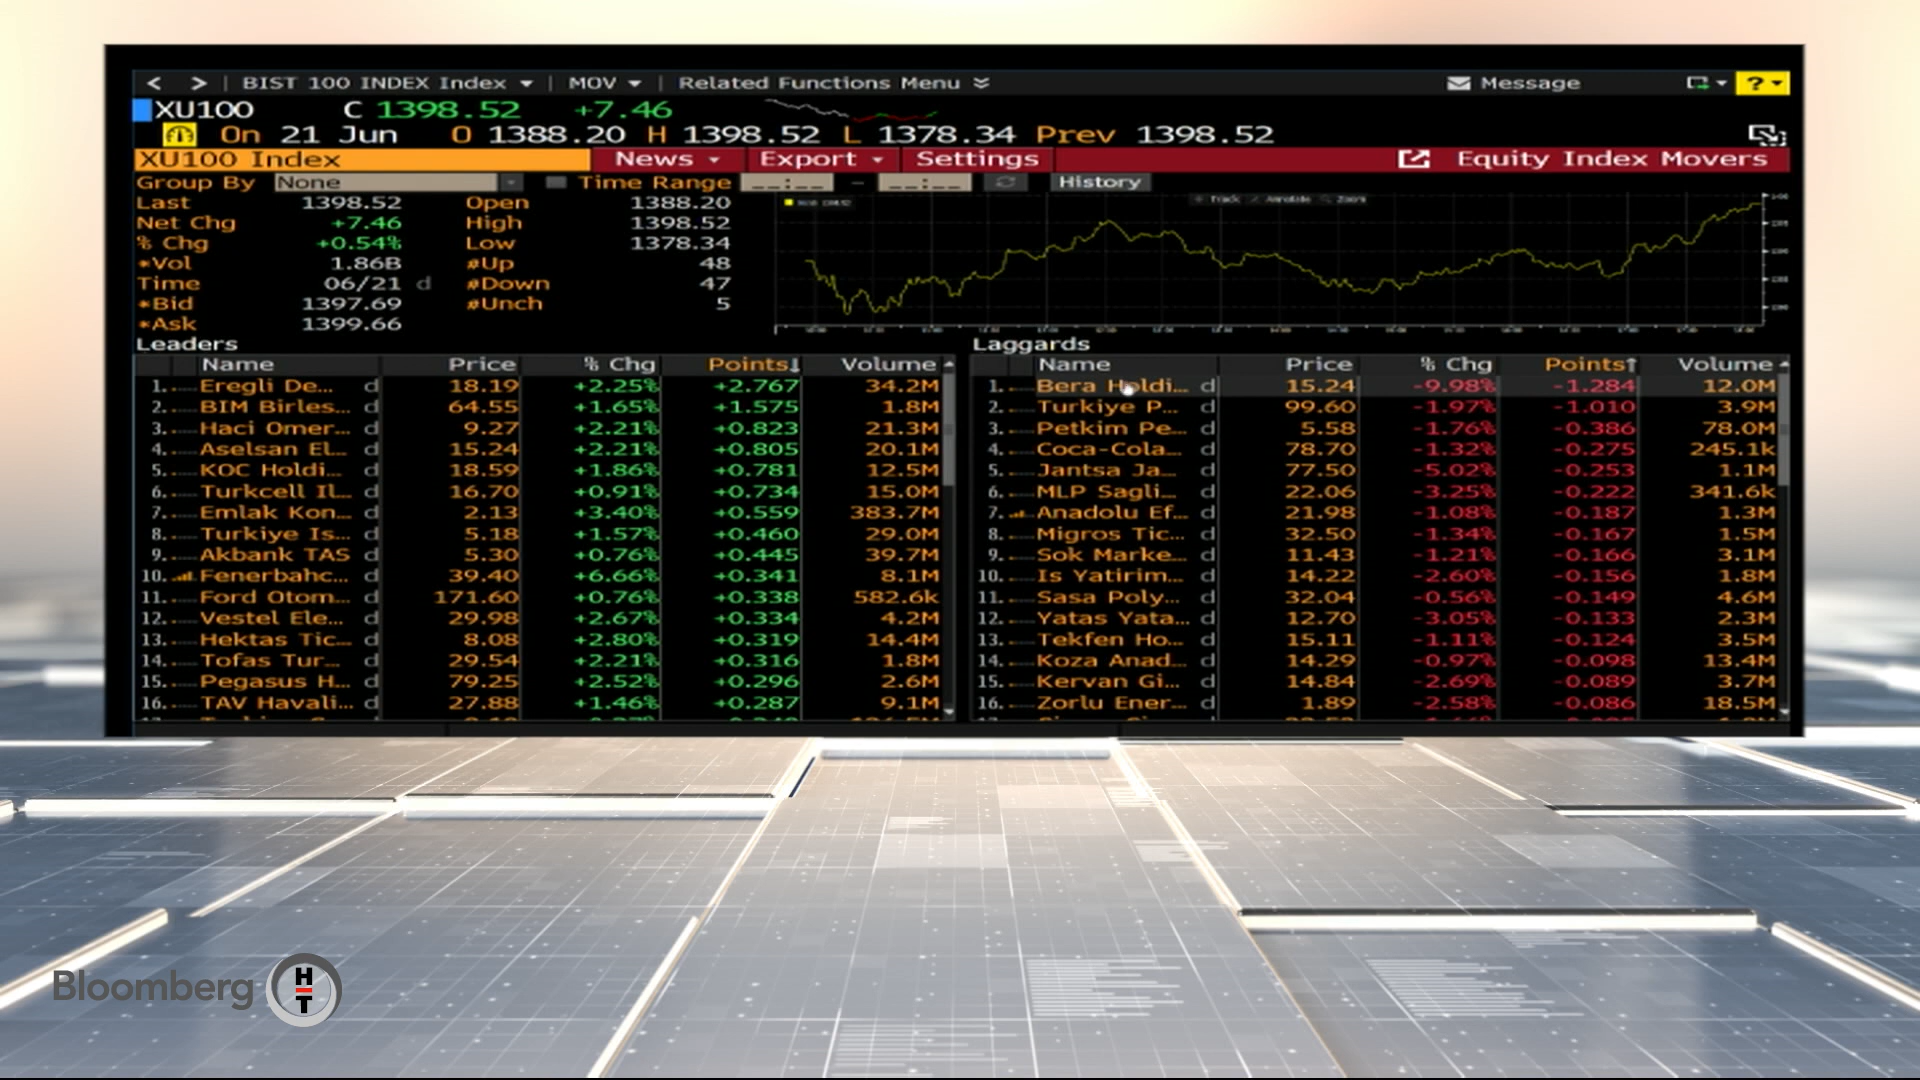 < > | BIST 100 INDEX Index | MOV | Related Functions Menu Message ?
XU100 C 1398.52 +7.46
On 21 Jun O 1388.20 H 1398.52 L 1378.34 Prev 1398.52
XU100 Index News Export Settings Equity Index Movers
Group By None Time Range __:__ – __:__ History
Last 1398.52 Open 1388.20
Track Annotate Zoom
Net Chg +7.46 High 1398.52
% Chg +0.54% Low 1378.34
*Vol 1.86B #Up 48
Time 06/21 d #Down 47
*Bid 1397.69 #Unch 5
*Ask 1399.66
Leaders
Name Price % Chg Points↓ Volume
1. Eregli De... d 18.19 +2.25% +2.767 34.2M
2. BIM Birles... d 64.55 +1.65% +1.575 1.8M
3. Haci Omer... d 9.27 +2.21% +0.823 21.3M
4. Aselsan El... d 15.24 +2.21% +0.805 20.1M
5. KOC Holdi... d 18.59 +1.86% +0.781 12.5M
6. Turkcell Il... d 16.70 +0.91% +0.734 15.0M
7. Emlak Kon... d 2.13 +3.40% +0.559 383.7M
8. Turkiye Is... d 5.18 +1.57% +0.460 29.0M
9. Akbank TAS d 5.30 +0.76% +0.445 39.7M
10. Fenerbahc... d 39.40 +6.66% +0.341 8.1M
11. Ford Otom... d 171.60 +0.76% +0.338 582.6k
12. Vestel Ele... d 29.98 +2.67% +0.334 4.2M
13. Hektas Tic... d 8.08 +2.80% +0.319 14.4M
14. Tofas Tur... d 29.54 +2.21% +0.316 1.8M
15. Pegasus H... d 79.25 +2.52% +0.296 2.6M
16. TAV Havali... d 27.88 +1.46% +0.287 9.1M
Laggards
Name Price % Chg Points↑ Volume
1. Bera Holdi... d 15.24 -9.98% -1.284 12.0M
2. Turkiye P... d 99.60 -1.97% -1.010 3.9M
3. Petkim Pe... d 5.58 -1.76% -0.386 78.0M
4. Coca-Cola... d 78.70 -1.32% -0.275 245.1k
5. Jantsa Ja... d 77.50 -5.02% -0.253 1.1M
6. MLP Sagli... d 22.06 -3.25% -0.222 341.6k
7. Anadolu Ef... d 21.98 -1.08% -0.187 1.3M
8. Migros Tic... d 32.50 -1.34% -0.167 1.5M
9. Sok Marke... d 11.43 -1.21% -0.166 3.1M
10. Is Yatirim... d 14.22 -2.60% -0.156 1.8M
11. Sasa Poly... d 32.04 -0.56% -0.149 4.6M
12. Yatas Yata... d 12.70 -3.05% -0.133 2.3M
13. Tekfen Ho... d 15.11 -1.11% -0.124 3.5M
14. Koza Anad... d 14.29 -0.97% -0.098 13.4M
15. Kervan Gi... d 14.84 -2.69% -0.089 3.7M
16. Zorlu Ener... d 1.89 -2.58% -0.086 18.5M
Bloomberg HT